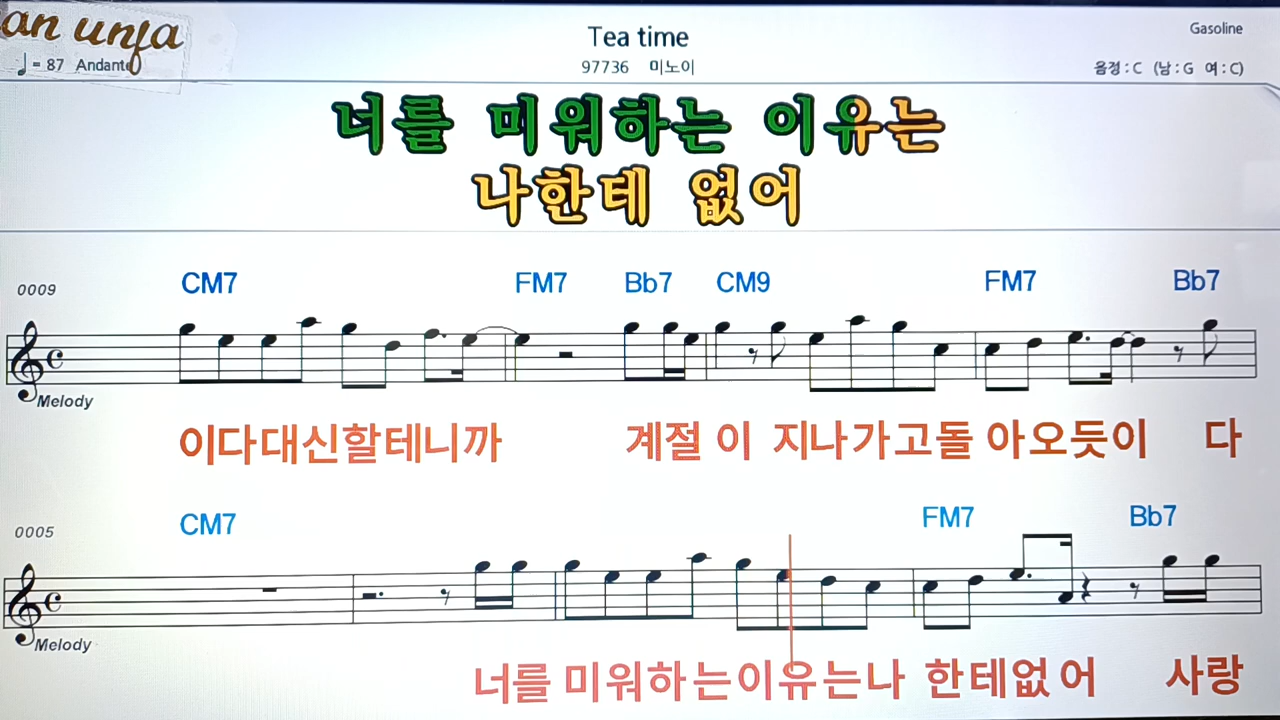 an unfa
Tea time
Gasoline
♩= 87 Andante
97736 미노이
음정 : C (남 : G 여 : C)
너를 미워하는 이유는
나한테 없어
0009 CM7 FM7 Bb7 CM9 FM7 Bb7
Melody
이다대신할테니까 계절 이 지나가고돌 아오듯이 다
0005 CM7 FM7 Bb7
Melody
너를 미워하는이유는나 한테없어 사랑